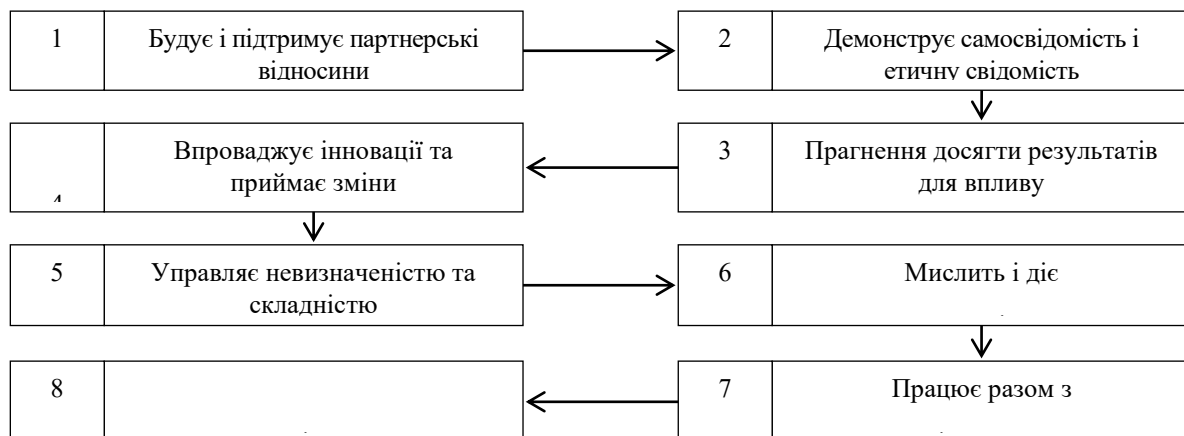 1
Будує і підтримує партнерські
відносини
2
Демонструє самосвідомість і
етичну свідомість
Впроваджує інновації та
приймає зміни
4
3
Прагнення досягти результатів
для впливу
5
Управляє невизначеністю та
складністю
6
Мислить і діє
8
7
Працює разом з